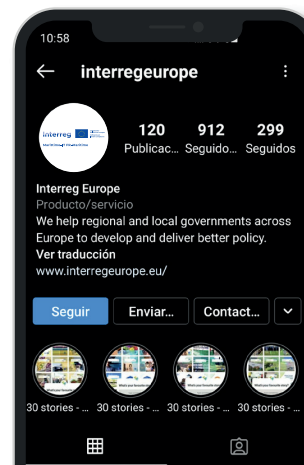 10:58
interregeurope
interreg
120 912 299
Publicac... Seguido... Seguidos
Interreg Europe
Producto/servicio
We help regional and local governments across
Europe to develop and deliver better policy.
Ver traducción
www.interregeurope.eu/
Seguir Enviar... Contact...
30 stories - ... 30 stories - ... 30 stories - ... 30 stories - ...